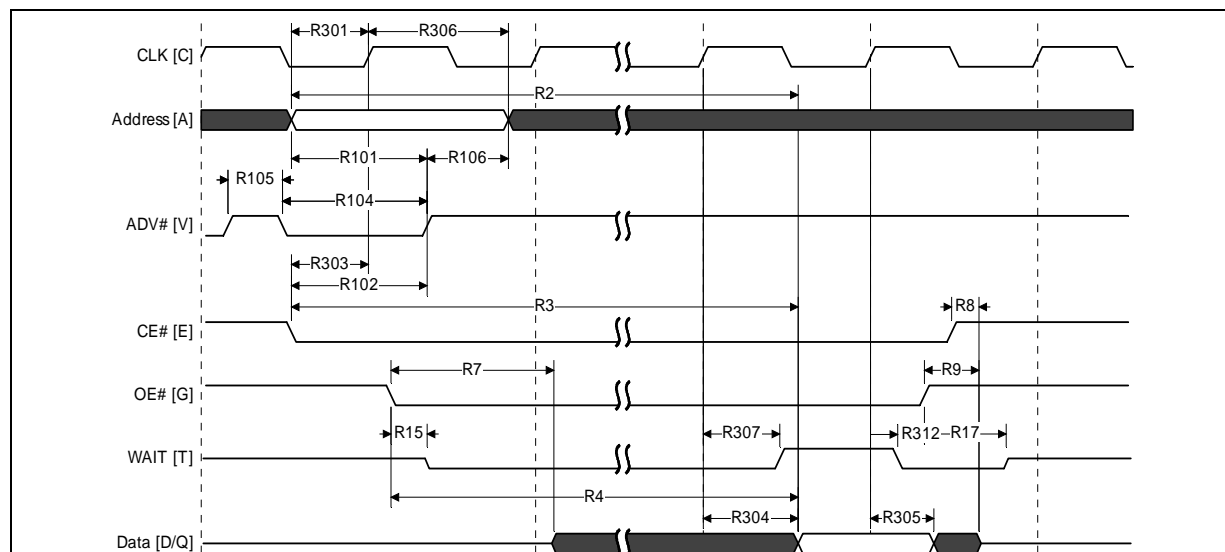 R301 R306
CLK [C]
R2
Address [A]
R101 R106
R105
R104
ADV# [V]
R303
R102
R3 R8
CE# [E]
R7 R9
OE# [G]
R15 R307 R312 R17
WAIT [T]
R4
R304 R305
Data [D/Q]